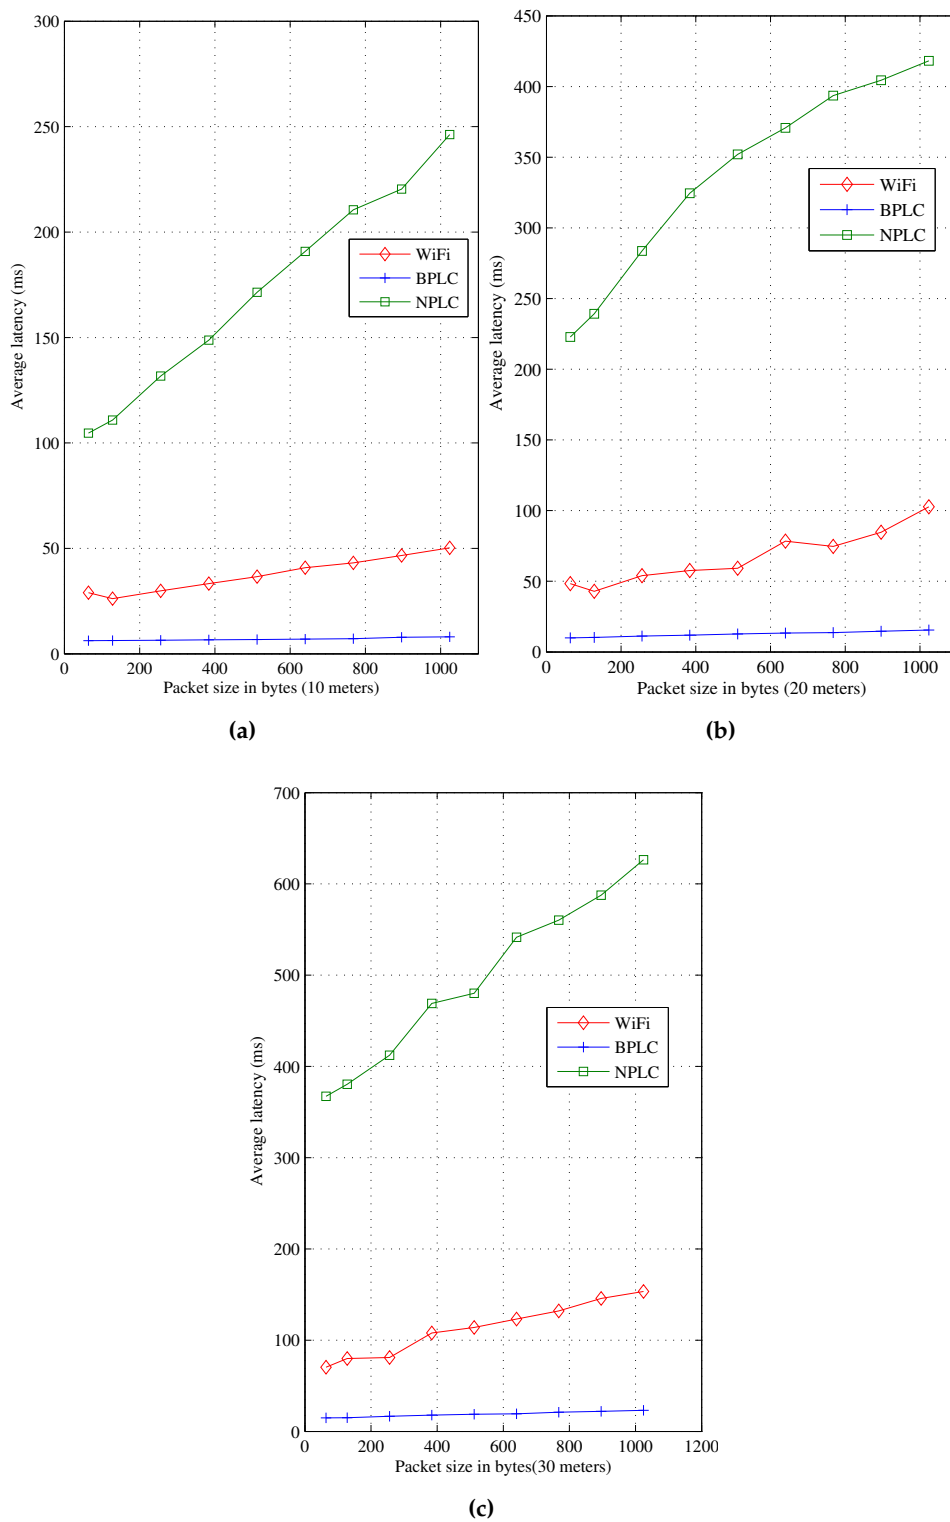 300
250
200
150
100
50
0
0 200 400 600 800 1000
Average latency (ms)
Packet size in bytes (10 meters)
WiFi
BPLC
NPLC
(a)
450
400
350
300
250
200
150
100
50
0
0 200 400 600 800 1000
Average latency (ms)
Packet size in bytes (20 meters)
WiFi
BPLC
NPLC
(b)
700
600
500
400
300
200
100
0
0 200 400 600 800 1000 1200
Average latency (ms)
Packet size in bytes(30 meters)
WiFi
BPLC
NPLC
(c)